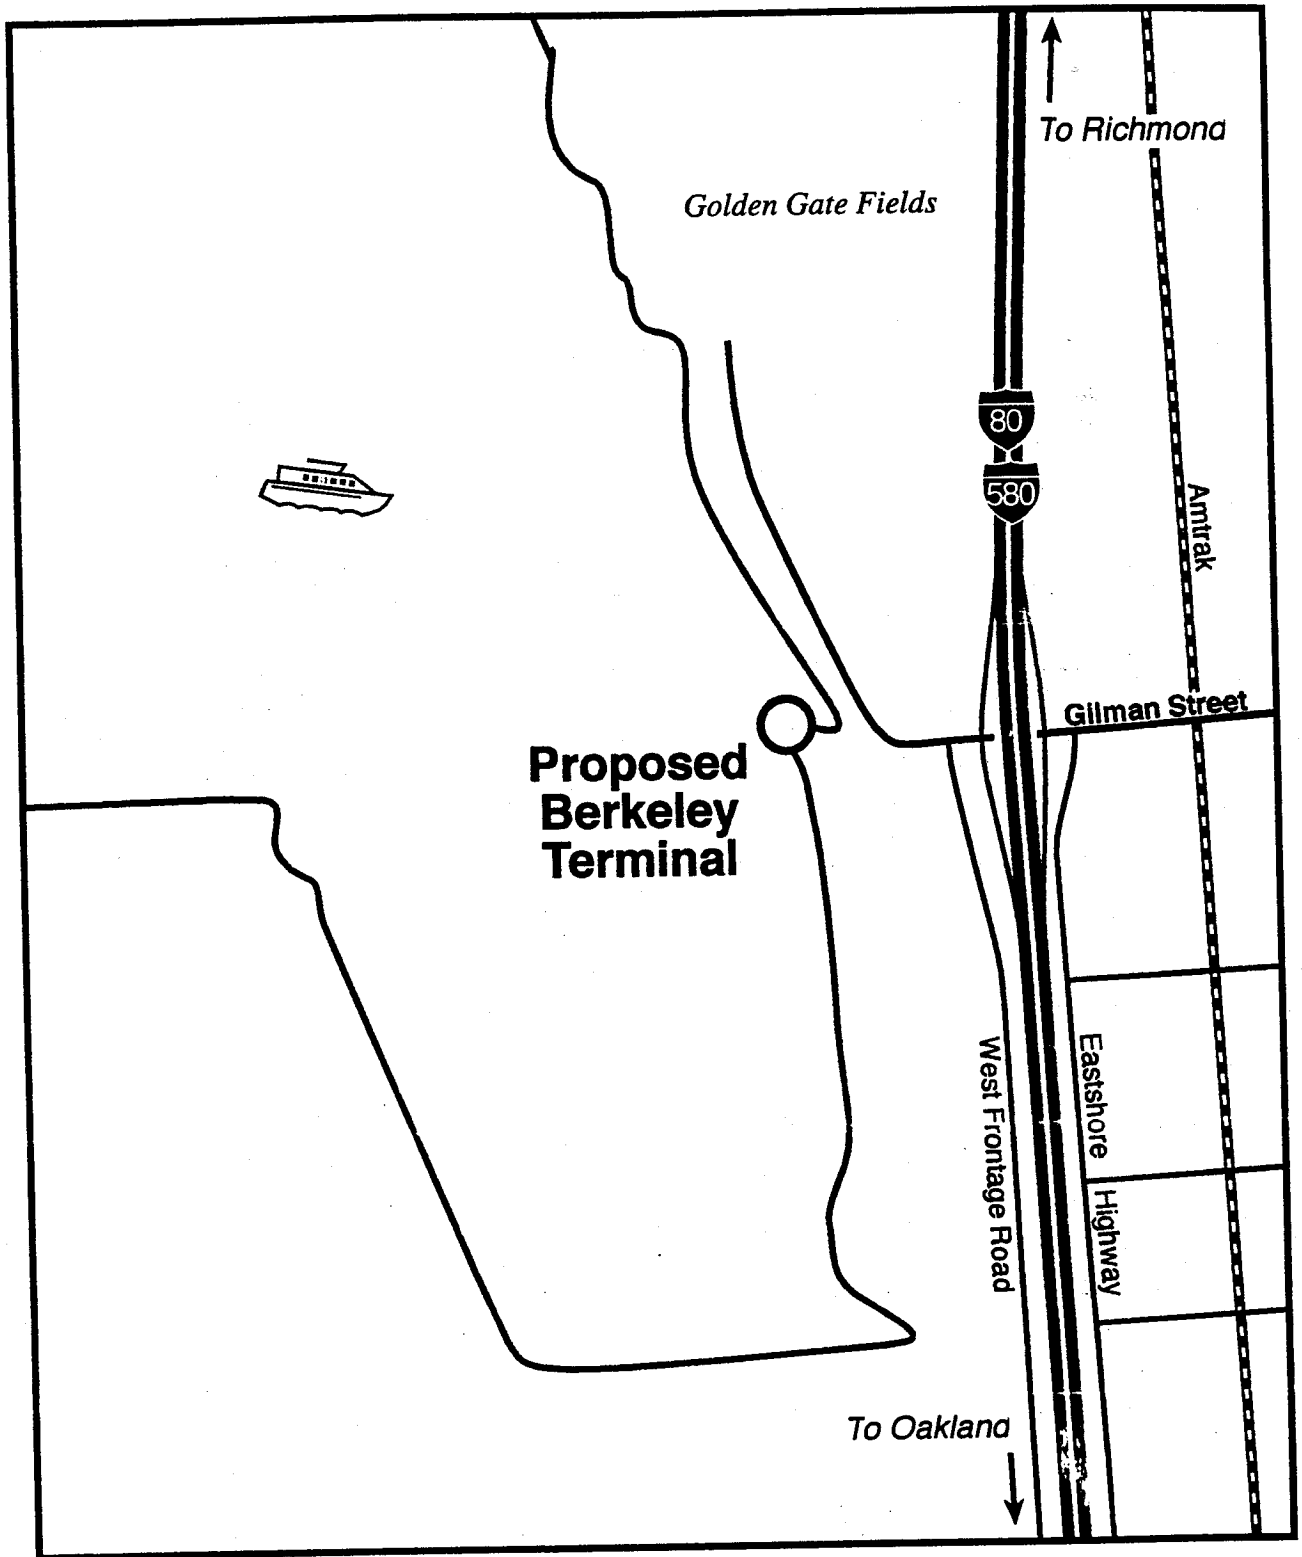 To Richmond
Golden Gate Fields
80
580
Amtrak
Gilman Street
Proposed
Berkeley
Terminal
West Frontage Road
Eastshore
Highway
To Oakland